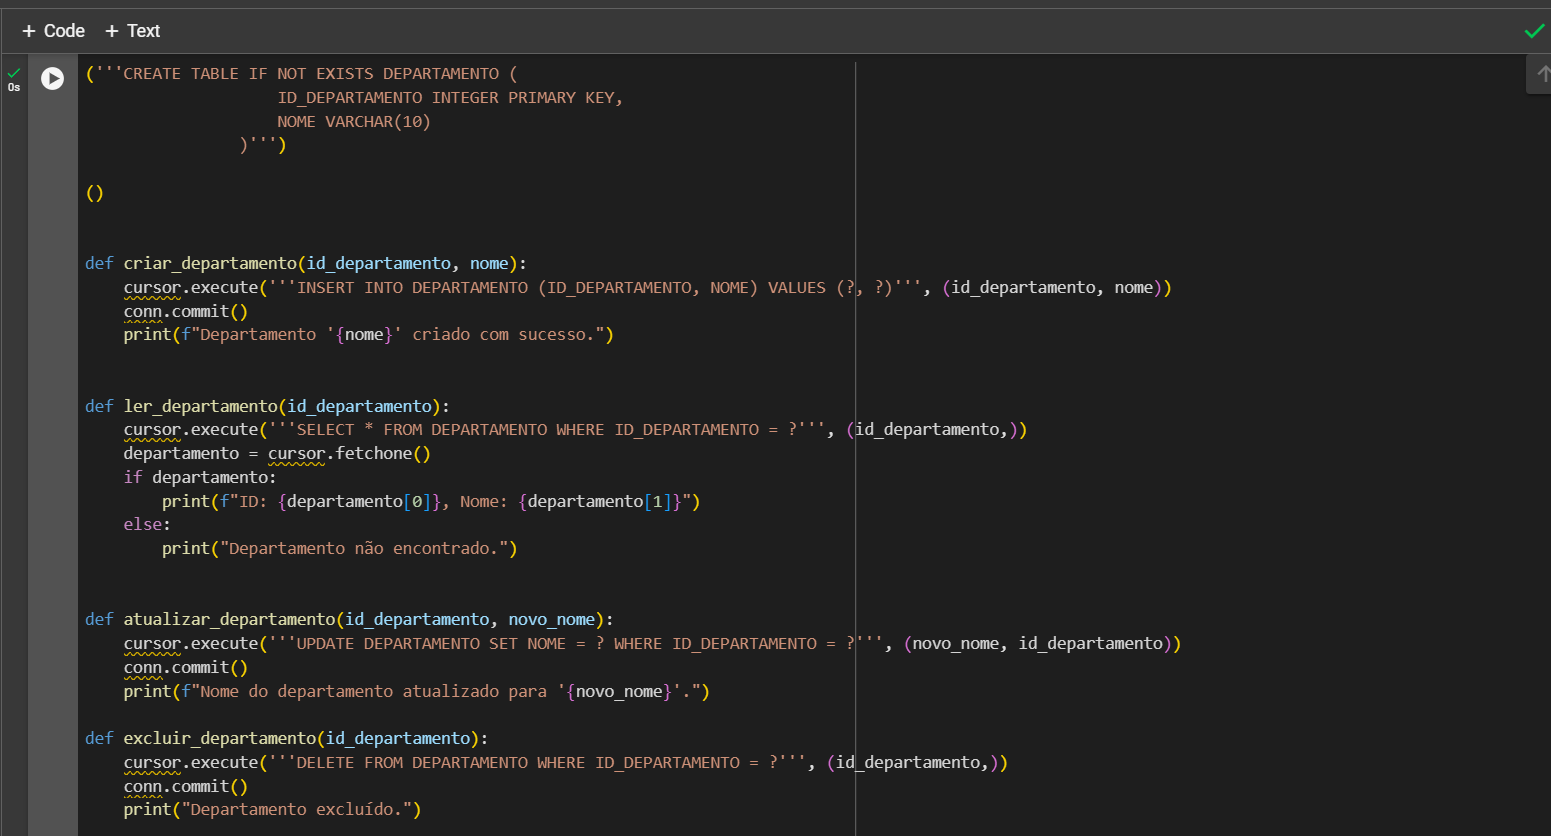 + Code + Text
0s
('''CREATE TABLE IF NOT EXISTS DEPARTAMENTO (
                    ID_DEPARTAMENTO INTEGER PRIMARY KEY,
                    NOME VARCHAR(10)
                )''')
()
def criar_departamento(id_departamento, nome):
    cursor.execute('''INSERT INTO DEPARTAMENTO (ID_DEPARTAMENTO, NOME) VALUES (?, ?)''', (id_departamento, nome))
    conn.commit()
    print(f"Departamento '{nome}' criado com sucesso.")
def ler_departamento(id_departamento):
    cursor.execute('''SELECT * FROM DEPARTAMENTO WHERE ID_DEPARTAMENTO = ?''', (id_departamento,))
    departamento = cursor.fetchone()
    if departamento:
        print(f"ID: {departamento[0]}, Nome: {departamento[1]}")
    else:
        print("Departamento não encontrado.")
def atualizar_departamento(id_departamento, novo_nome):
    cursor.execute('''UPDATE DEPARTAMENTO SET NOME = ? WHERE ID_DEPARTAMENTO = ?''', (novo_nome, id_departamento))
    conn.commit()
    print(f"Nome do departamento atualizado para '{novo_nome}'.")
def excluir_departamento(id_departamento):
    cursor.execute('''DELETE FROM DEPARTAMENTO WHERE ID_DEPARTAMENTO = ?''', (id_departamento,))
    conn.commit()
    print("Departamento excluído.")